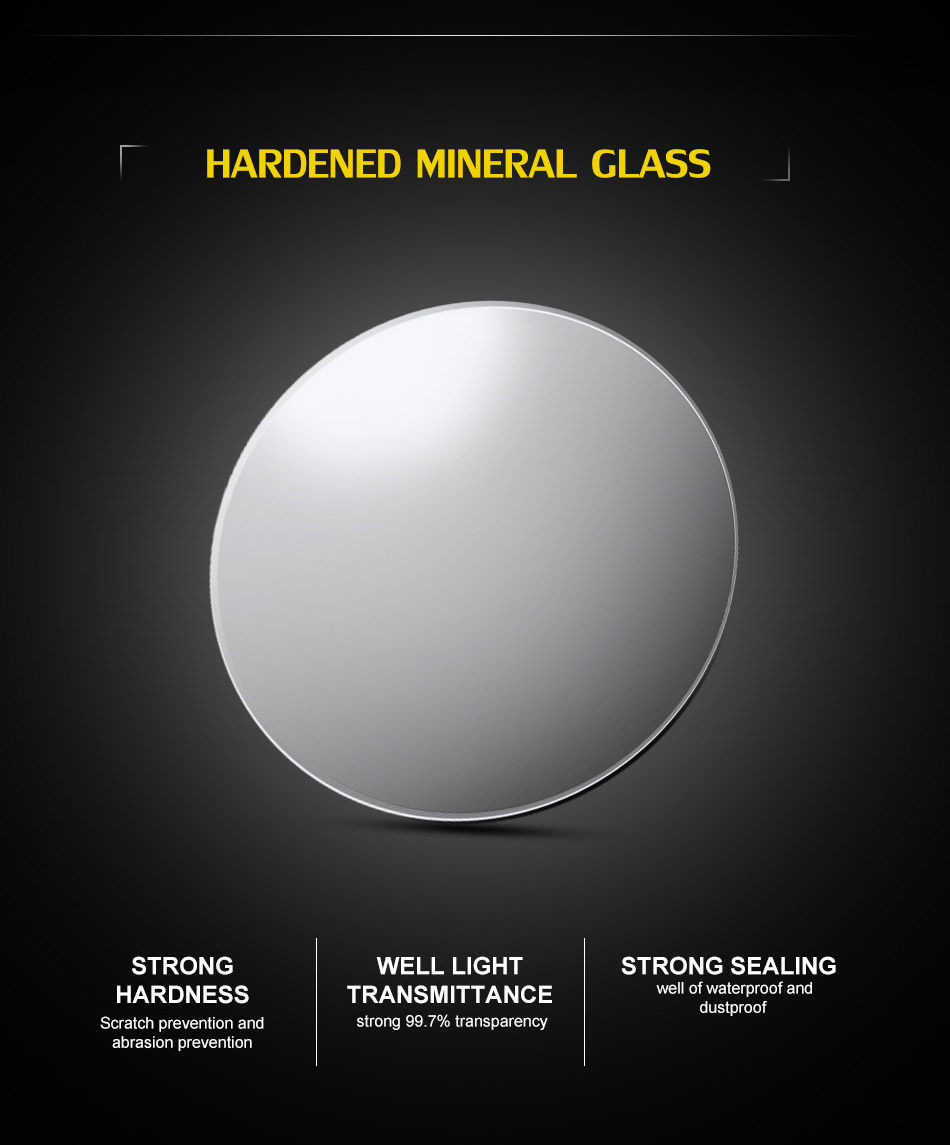 HARDENED MINERAL GLASS
STRONG
HARDNESS
Scratch prevention and
abrasion prevention
WELL LIGHT
TRANSMITTANCE
strong 99.7% transparency
STRONG SEALING
well of waterproof and
dustproof